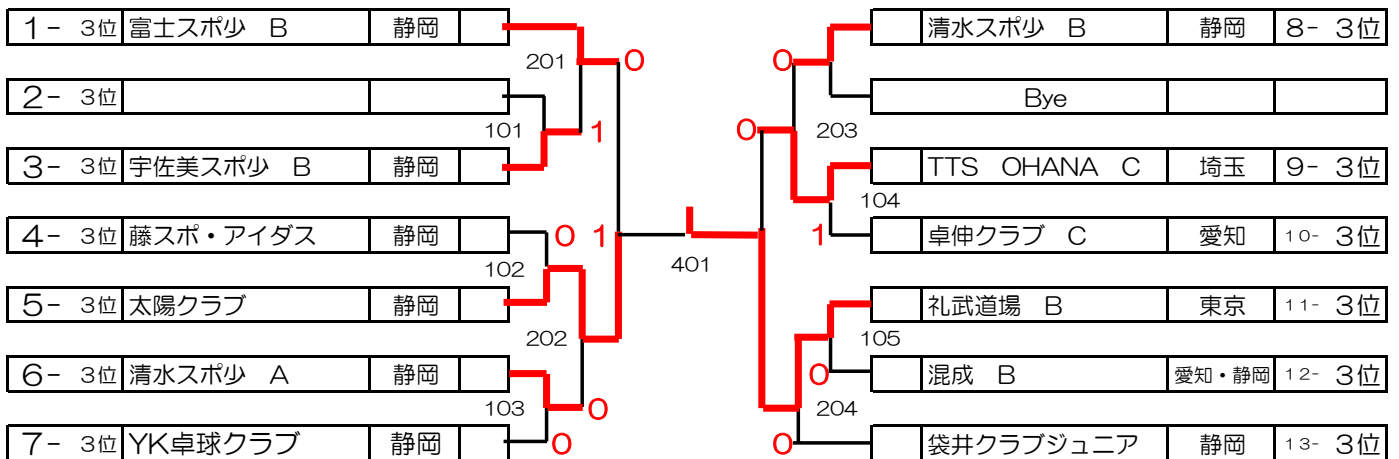 1- 3位 富士スポ少 B 静岡
清水スポ少 B 静岡 8- 3位
201 0
0
2- 3位
Bye
101 1
0 203
3- 3位 宇佐美スポ少 B 静岡
TTS OHANA C 埼玉 9- 3位
104
4- 3位 藤スポ・アイダス 静岡
0 1
1
卓伸クラブ C 愛知 10- 3位
102
401
5- 3位 太陽クラブ 静岡
礼武道場 B 東京 11- 3位
202
105
6- 3位 清水スポ少 A 静岡
0
混成 B 愛知・静岡 12- 3位
103 0
204
7- 3位 YK卓球クラブ 静岡
0
0
袋井クラブジュニア 静岡 13- 3位